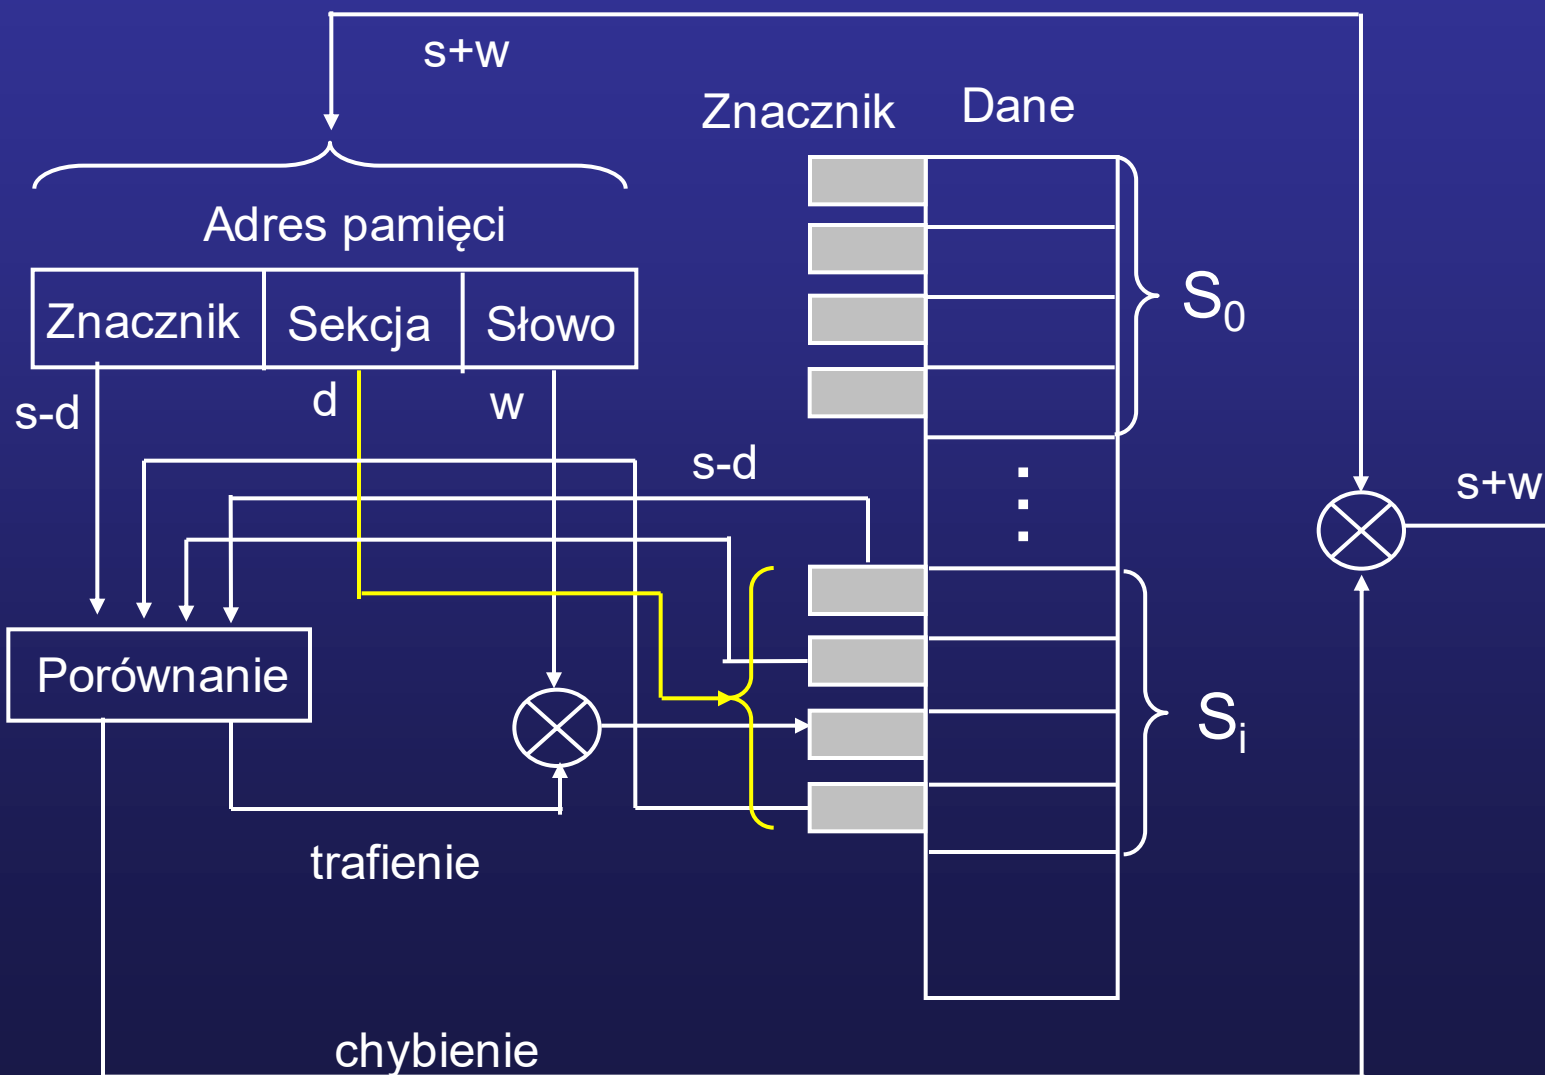 s+w
Znacznik Dane
Adres pamięci
Znacznik Sekcja Słowo
S0
s-d d w
s-d
s+w
Porównanie
Si
trafienie
chybienie